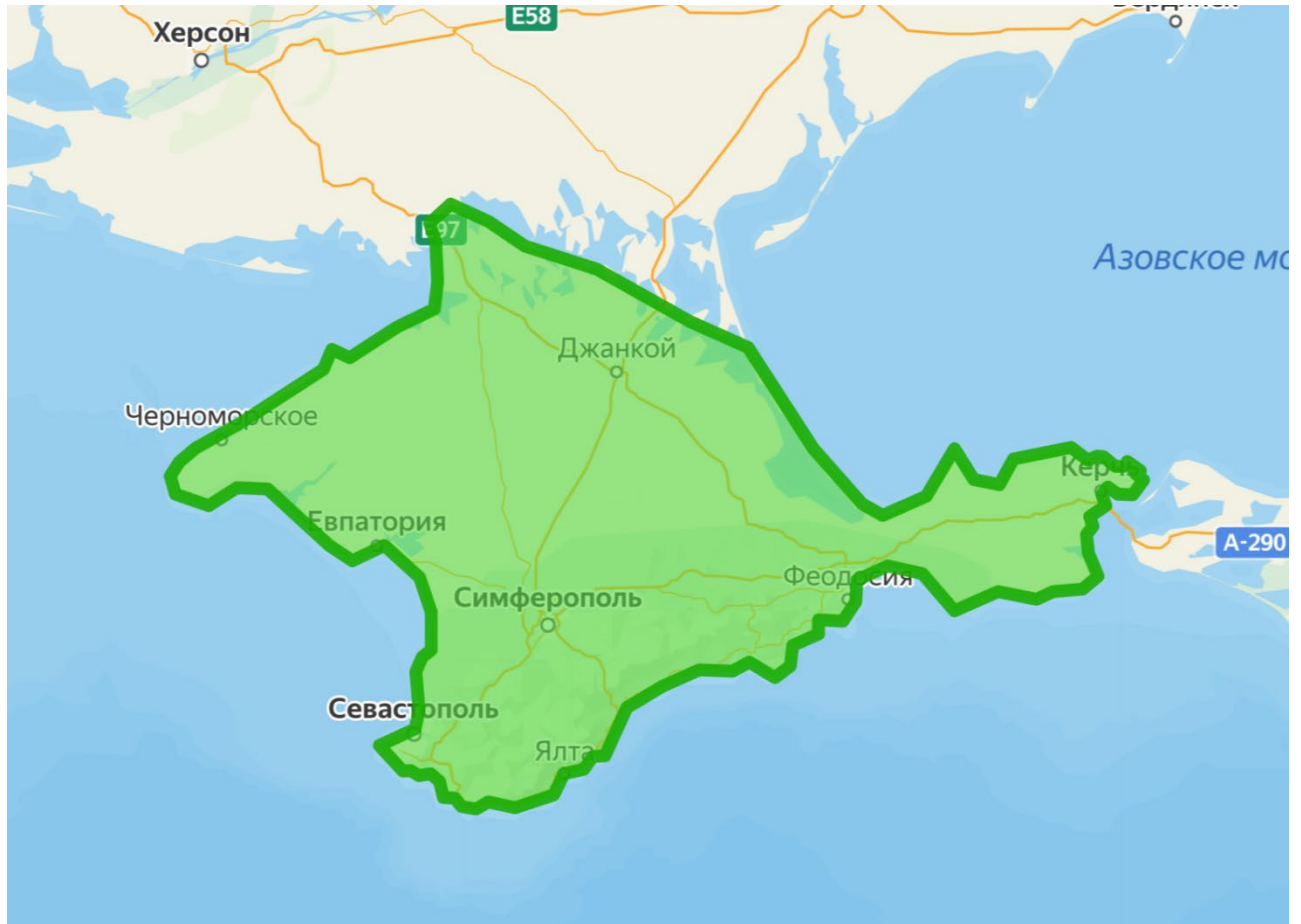 E58
Херсон
E97
Азовское мо
Джанкой
Черноморское
Керчь
Евпатория
А-290
Феодосия
Симферополь
Севастополь
Ялта